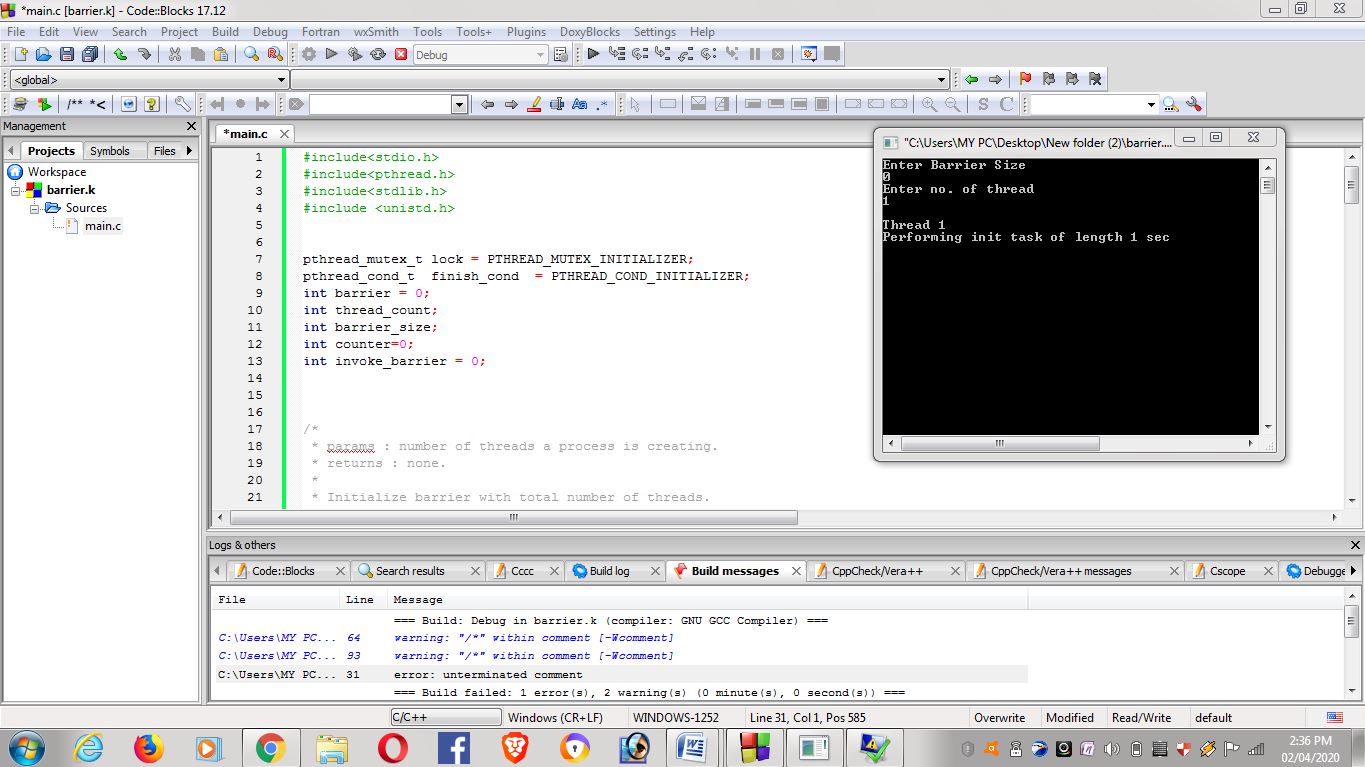 *main.c [barrier.k] - Code::Blocks 17.12
File Edit View Search Project Build Debug Fortran wxSmith Tools Tools+ Plugins DoxyBlocks Settings Help
Debug
<global>
/** *<
Aa .*
S C
Management
Projects Symbols Files
Workspace
barrier.k
Sources
main.c
*main.c
1 #include<stdio.h>
2 #include<pthread.h>
3 #include<stdlib.h>
4 #include <unistd.h>
5
6
7 pthread_mutex_t lock = PTHREAD_MUTEX_INITIALIZER;
8 pthread_cond_t finish_cond = PTHREAD_COND_INITIALIZER;
9 int barrier = 0;
10 int thread_count;
11 int barrier_size;
12 int counter=0;
13 int invoke_barrier = 0;
14
15
16
17 /*
18 * params : number of threads a process is creating.
19 * returns : none.
20 *
21 * Initialize barrier with total number of threads.
"C:\Users\MY PC\Desktop\New folder (2)\barrier....
Enter Barrier Size
0
Enter no. of thread
1
Thread 1
Performing init task of length 1 sec
Logs & others
Code::Blocks Search results Cccc Build log Build messages CppCheck/Vera++ CppCheck/Vera++ messages Cscope Debugge
File Line Message
=== Build: Debug in barrier.k (compiler: GNU GCC Compiler) ===
C:\Users\MY PC... 64 warning: "/*" within comment [-Wcomment]
C:\Users\MY PC... 93 warning: "/*" within comment [-Wcomment]
C:\Users\MY PC... 31 error: unterminated comment
=== Build failed: 1 error(s), 2 warning(s) (0 minute(s), 0 second(s)) ===
C/C++ Windows (CR+LF) WINDOWS-1252 Line 31, Col 1, Pos 585 Overwrite Modified Read/Write default
2:36 PM
02/04/2020